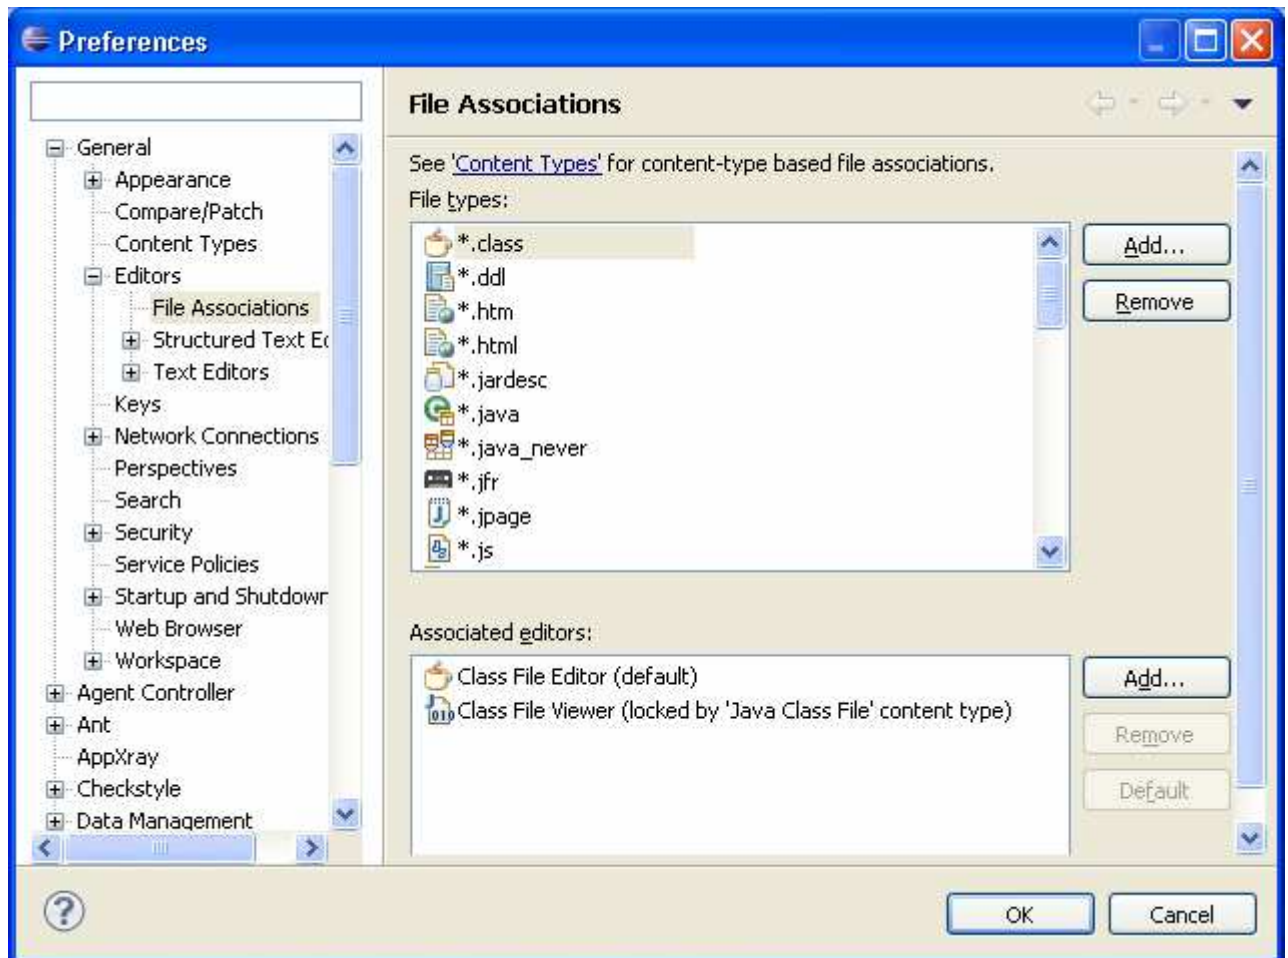 Preferences
General
Appearance
Compare/Patch
Content Types
Editors
File Associations
Structured Text Ec
Text Editors
Keys
Network Connections
Perspectives
Search
Security
Service Policies
Startup and Shutdowr
Web Browser
Workspace
Agent Controller
Ant
AppXray
Checkstyle
Data Management
File Associations
See 'Content Types' for content-type based file associations.
File types:
*.class
*.ddl
*.htm
*.html
*.jardesc
*.java
*.java_never
*.jfr
*.jpage
*.js
Add...
Remove
Associated editors:
Class File Editor (default)
Class File Viewer (locked by 'Java Class File' content type)
Add...
Remove
Default
OK
Cancel